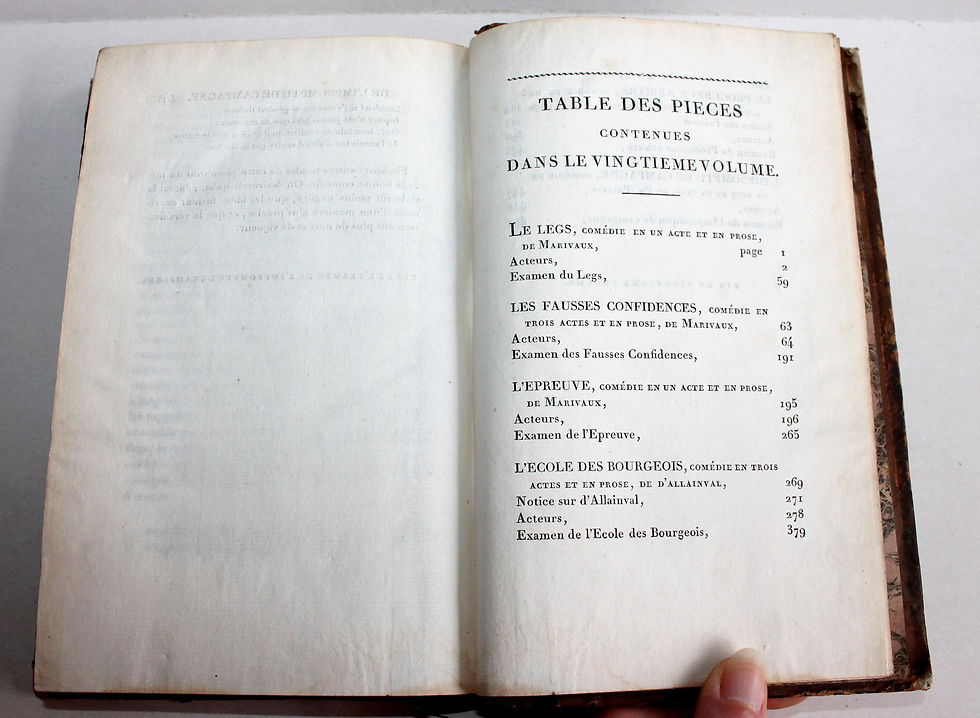 TABLE DES PIECES
CONTENUES
DANS LE VINGTIEME VOLUME.
LE LEGS, COMÉDIE EN UN ACTE ET EN PROSE,
DE MARIVAUX, page 1
Acteurs, 2
Examen du Legs, 59
LES FAUSSES CONFIDENCES, COMÉDIE EN
TROIS ACTES ET EN PROSE, DE MARIVAUX, 63
Acteurs, 64
Examen des Fausses Confidences, 191
L'EPREUVE, COMÉDIE EN UN ACTE ET EN PROSE,
DE MARIVAUX, 195
Acteurs, 196
Examen de l'Epreuve, 265
L'ECOLE DES BOURGEOIS, COMÉDIE EN TROIS
ACTES ET EN PROSE, DE D'ALLAINVAL, 269
Notice sur d'Allainval, 271
Acteurs, 278
Examen de l'Ecole des Bourgeois, 379